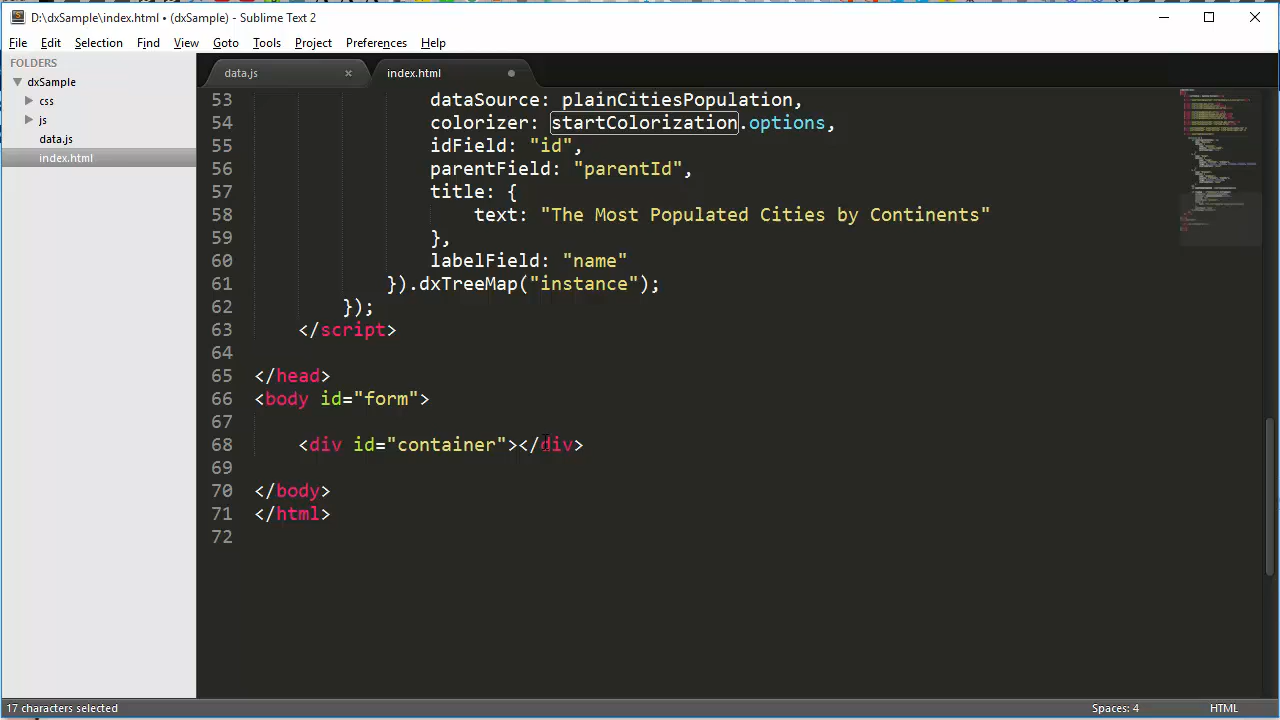 D:\dxSample\index.html • (dxSample) - Sublime Text 2
File Edit Selection Find View Goto Tools Project Preferences Help
FOLDERS
dxSample
css
js
data.js
index.html
data.js × index.html
53 dataSource: plainCitiesPopulation,
54 colorizer: startColorization.options,
55 idField: "id",
56 parentField: "parentId",
57 title: {
58 text: "The Most Populated Cities by Continents"
59 },
60 labelField: "name"
61 }).dxTreeMap("instance");
62 });
63 </script>
64
65 </head>
66 <body id="form">
67
68 <div id="container"></div>
69
70 </body>
71 </html>
72
17 characters selected Spaces: 4 HTML